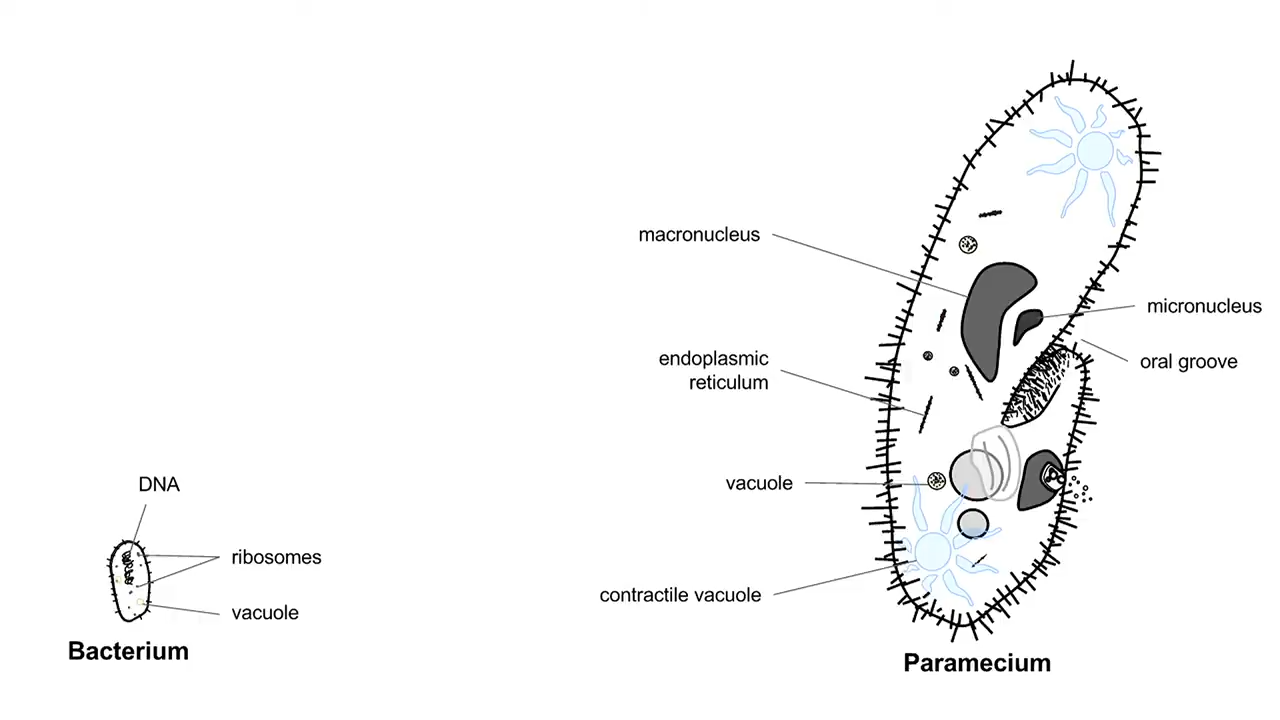 macronucleus
micronucleus
oral groove
endoplasmic
reticulum
vacuole
contractile vacuole
Paramecium
DNA
ribosomes
vacuole
Bacterium